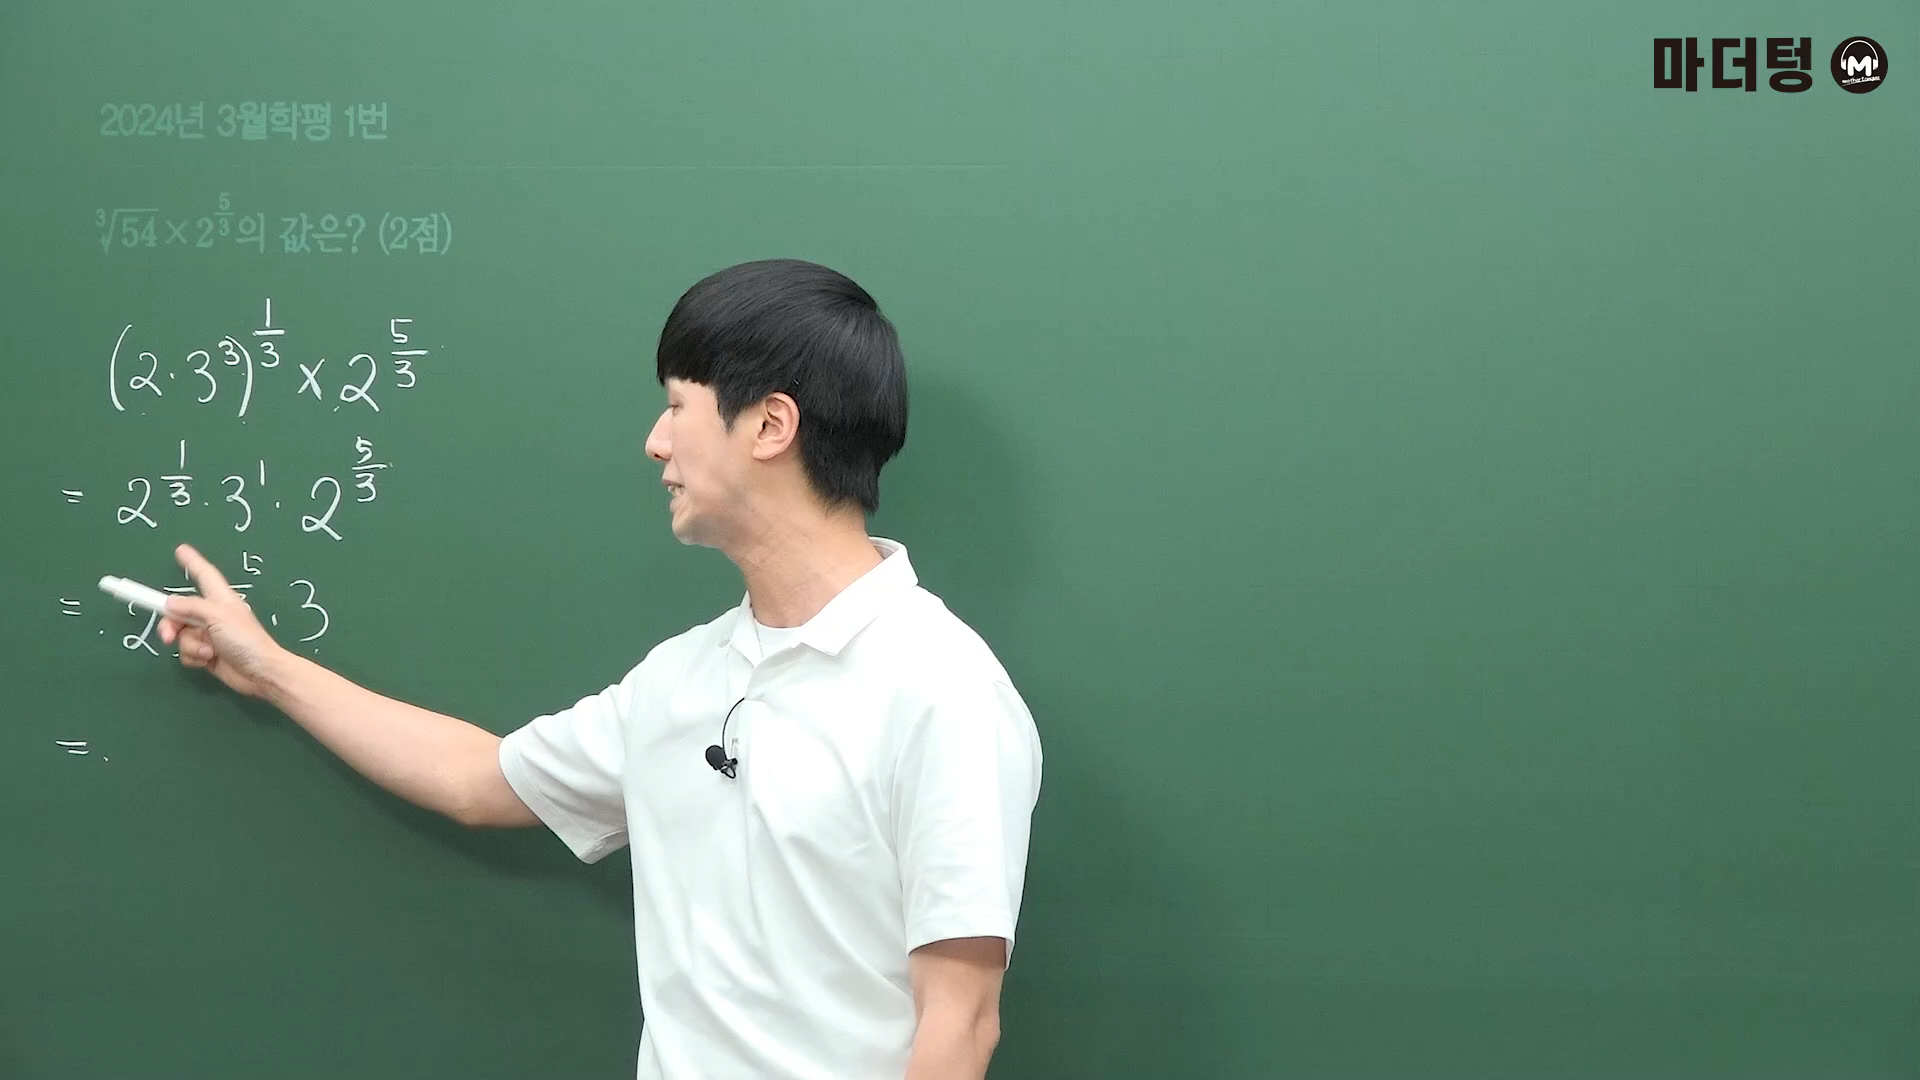 마더텅 M
2024년 3월학평 1번
∛54 × 2^(5/3)의 값은? (2점)
(2·3³)^(1/3) × 2^(5/3)
= 2^(1/3) · 3¹ · 2^(5/3)
= 2 5 · 3
=